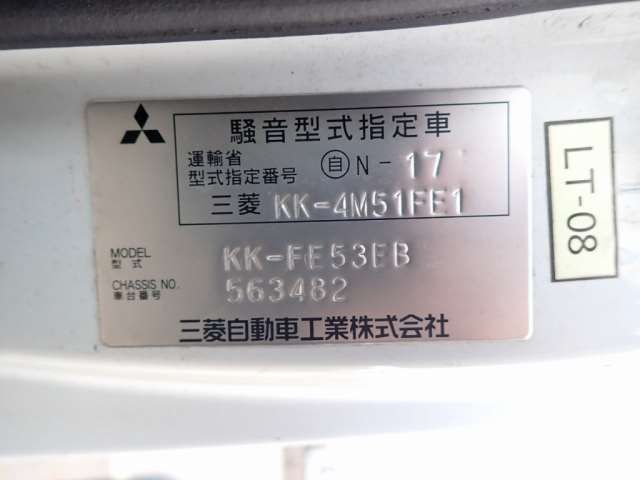 騒音型式指定車
運輸省
型式指定番号 自 N-17
三菱 KK-4M51FE1
MODEL
型式 KK-FE53EB
CHASSIS NO.
車台番号 563482
三菱自動車工業株式会社
LT-08